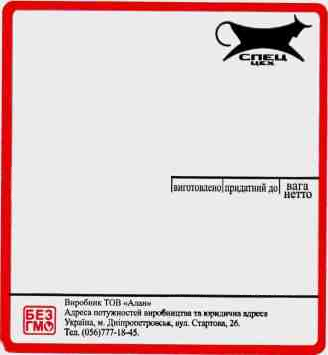 СПЕЦ
ЦЕХ
виготовлено придатний до вага нетто
Виробник ТОВ «Алан»
Адреса потужностей виробництва та юридична адреса
Україна, м. Дніпропетровськ, вул. Стартова, 26.
Тел. (056)777-18-45.
БЕЗ
ГМО